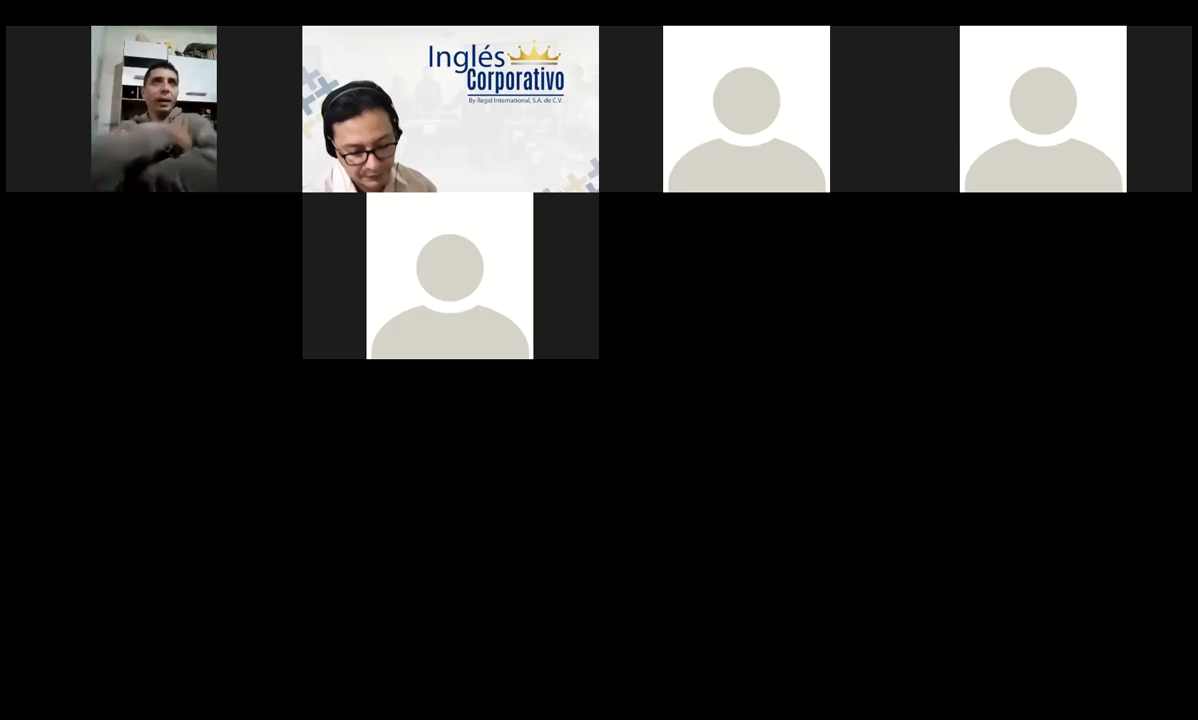 Inglés
Corporativo
By Regal International, S.A. de C.V.